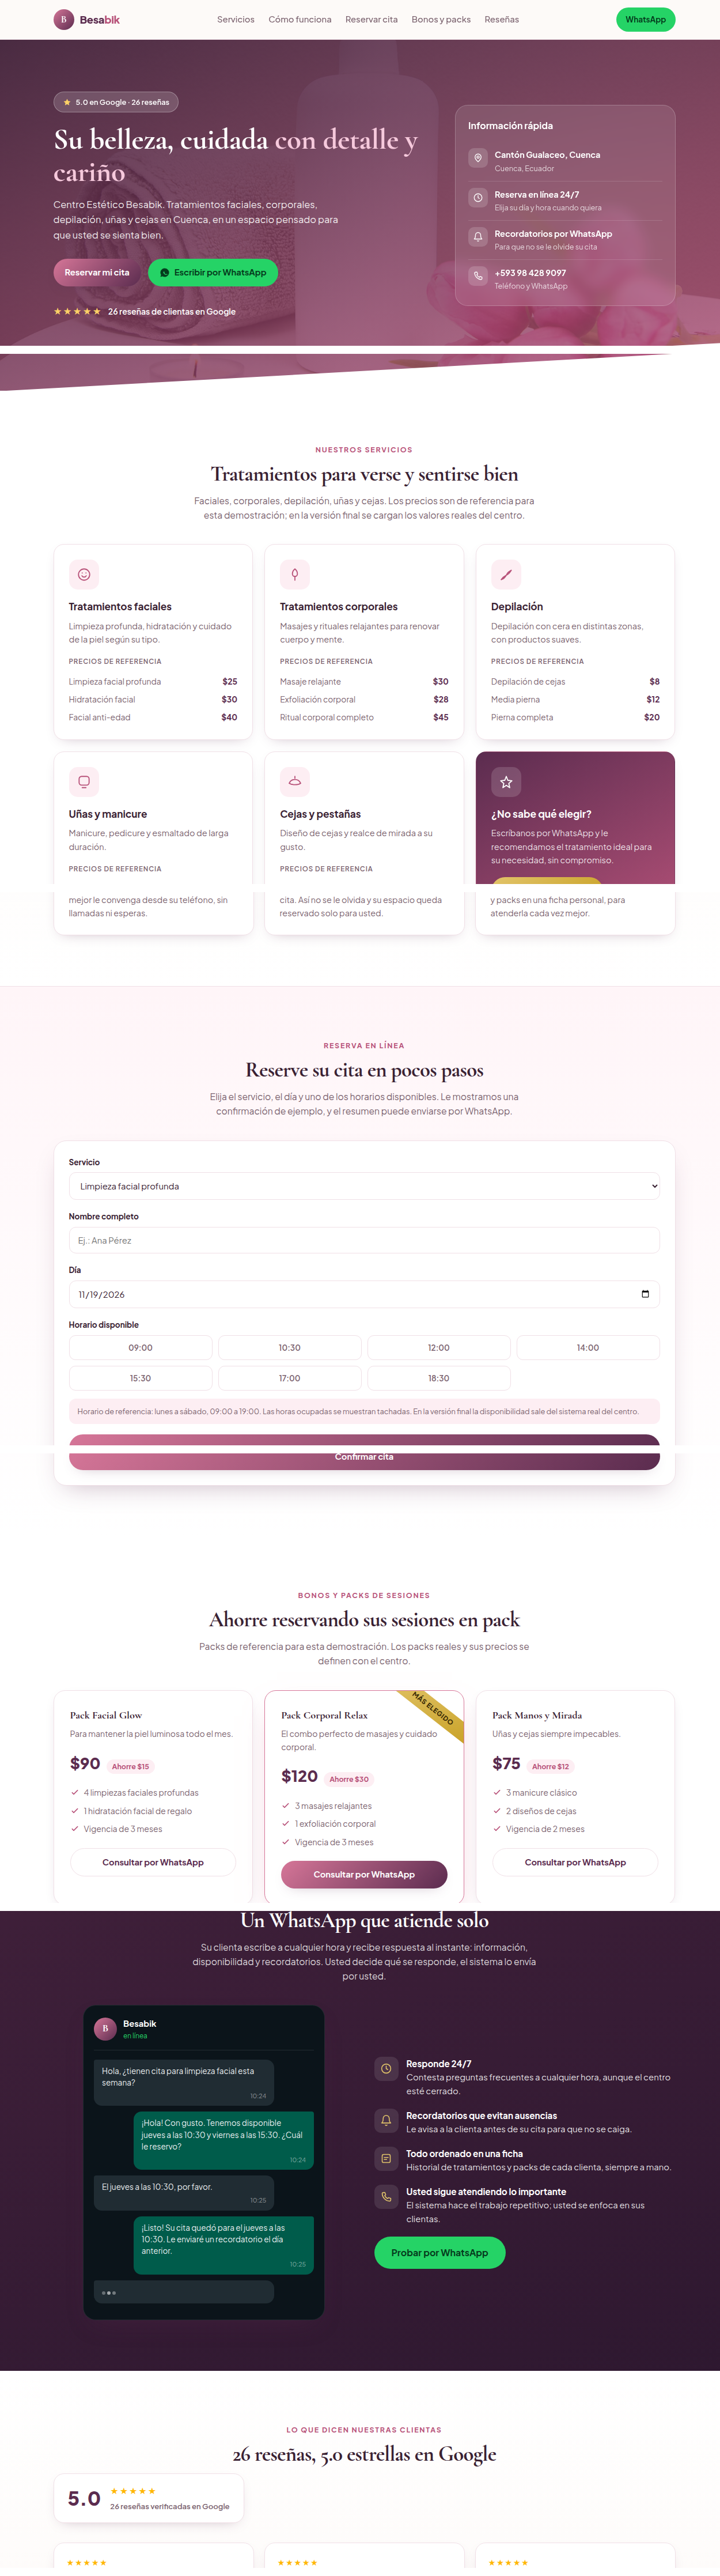 B Besabik
Servicios Cómo funciona Reservar cita Bonos y packs Reseñas
WhatsApp
5.0 en Google · 26 reseñas
Su belleza, cuidada con detalle y
cariño
Centro Estético Besabik. Tratamientos faciales, corporales,
depilación, uñas y cejas en Cuenca, en un espacio pensado para
que usted se sienta bien.
Reservar mi cita
Escribir por WhatsApp
26 reseñas de clientas en Google
Información rápida
Cantón Gualaceo, Cuenca
Cuenca, Ecuador
Reserva en línea 24/7
Elija su día y hora cuando quiera
Recordatorios por WhatsApp
Para que no se le olvide su cita
+593 98 428 9097
Teléfono y WhatsApp
NUESTROS SERVICIOS
Tratamientos para verse y sentirse bien
Faciales, corporales, depilación, uñas y cejas. Los precios son de referencia para
esta demostración; en la versión final se cargan los valores reales del centro.
Tratamientos faciales
Limpieza profunda, hidratación y cuidado
de la piel según su tipo.
PRECIOS DE REFERENCIA
Limpieza facial profunda $25
Hidratación facial $30
Facial anti-edad $40
Tratamientos corporales
Masajes y rituales relajantes para renovar
cuerpo y mente.
PRECIOS DE REFERENCIA
Masaje relajante $30
Exfoliación corporal $28
Ritual corporal completo $45
Depilación
Depilación con cera en distintas zonas,
con productos suaves.
PRECIOS DE REFERENCIA
Depilación de cejas $8
Media pierna $12
Pierna completa $20
Uñas y manicure
Manicure, pedicure y esmaltado de larga
duración.
PRECIOS DE REFERENCIA
Cejas y pestañas
Diseño de cejas y realce de mirada a su
gusto.
PRECIOS DE REFERENCIA
¿No sabe qué elegir?
Escríbanos por WhatsApp y le
recomendamos el tratamiento ideal para
su necesidad, sin compromiso.
mejor le convenga desde su teléfono, sin
llamadas ni esperas.
cita. Así no se le olvida y su espacio queda
reservado solo para usted.
y packs en una ficha personal, para
atenderla cada vez mejor.
RESERVA EN LÍNEA
Reserve su cita en pocos pasos
Elija el servicio, el día y uno de los horarios disponibles. Le mostramos una
confirmación de ejemplo, y el resumen puede enviarse por WhatsApp.
Servicio
Limpieza facial profunda
Nombre completo
Ej.: Ana Pérez
Día
11/19/2026
Horario disponible
09:00 10:30 12:00 14:00
15:30 17:00 18:30
Horario de referencia: lunes a sábado, 09:00 a 19:00. Las horas ocupadas se muestran tachadas. En la versión final la disponibilidad sale del sistema real del centro.
Confirmar cita
BONOS Y PACKS DE SESIONES
Ahorre reservando sus sesiones en pack
Packs de referencia para esta demostración. Los packs reales y sus precios se
definen con el centro.
Pack Facial Glow
Para mantener la piel luminosa todo el mes.
$90 Ahorre $15
4 limpiezas faciales profundas
1 hidratación facial de regalo
Vigencia de 3 meses
Consultar por WhatsApp
MÁS ELEGIDO
Pack Corporal Relax
El combo perfecto de masajes y cuidado
corporal.
$120 Ahorre $30
3 masajes relajantes
1 exfoliación corporal
Vigencia de 3 meses
Consultar por WhatsApp
Pack Manos y Mirada
Uñas y cejas siempre impecables.
$75 Ahorre $12
3 manicure clásico
2 diseños de cejas
Vigencia de 2 meses
Consultar por WhatsApp
Un WhatsApp que atiende solo
Su clienta escribe a cualquier hora y recibe respuesta al instante: información,
disponibilidad y recordatorios. Usted decide qué se responde, el sistema lo envía
por usted.
B Besabik
en línea
Hola, ¿tienen cita para limpieza facial esta
semana?
10:24
¡Hola! Con gusto. Tenemos disponible
jueves a las 10:30 y viernes a las 15:30. ¿Cuál
le reservo?
10:24
El jueves a las 10:30, por favor.
10:25
¡Listo! Su cita quedó para el jueves a las
10:30. Le enviaré un recordatorio el día
anterior.
10:25
Responde 24/7
Contesta preguntas frecuentes a cualquier hora, aunque el centro
esté cerrado.
Recordatorios que evitan ausencias
Le avisa a la clienta antes de su cita para que no se caiga.
Todo ordenado en una ficha
Historial de tratamientos y packs de cada clienta, siempre a mano.
Usted sigue atendiendo lo importante
El sistema hace el trabajo repetitivo; usted se enfoca en sus
clientas.
Probar por WhatsApp
LO QUE DICEN NUESTRAS CLIENTAS
26 reseñas, 5.0 estrellas en Google
5.0
26 reseñas verificadas en Google